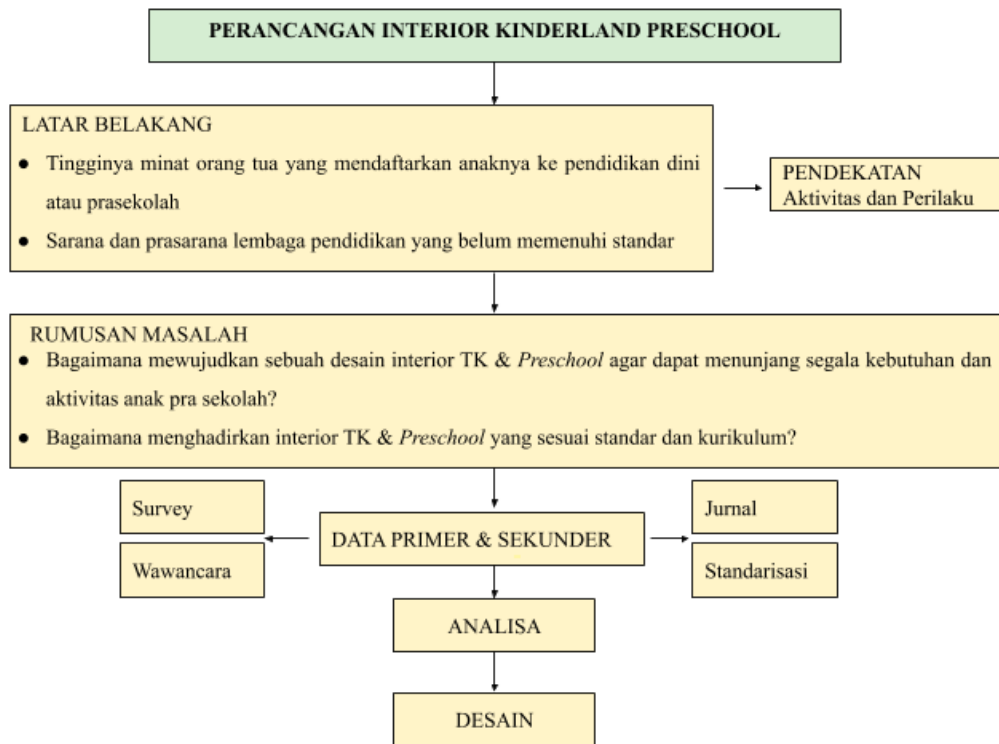 PERANCANGAN INTERIOR KINDERLAND PRESCHOOL
LATAR BELAKANG
● Tingginya minat orang tua yang mendaftarkan anaknya ke pendidikan dini
atau prasekolah
● Sarana dan prasarana lembaga pendidikan yang belum memenuhi standar
PENDEKATAN
Aktivitas dan Perilaku
RUMUSAN MASALAH
● Bagaimana mewujudkan sebuah desain interior TK & Preschool agar dapat menunjang segala kebutuhan dan
aktivitas anak pra sekolah?
● Bagaimana menghadirkan interior TK & Preschool yang sesuai standar dan kurikulum?
Survey
Wawancara
DATA PRIMER & SEKUNDER
Jurnal
Standarisasi
ANALISA
DESAIN